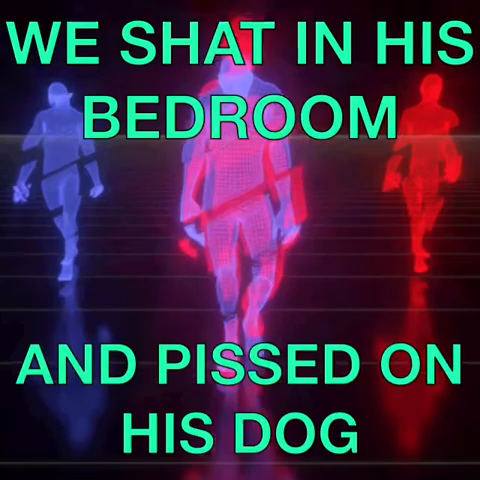 WE SHAT IN HIS
BEDROOM
AND PISSED ON
HIS DOG